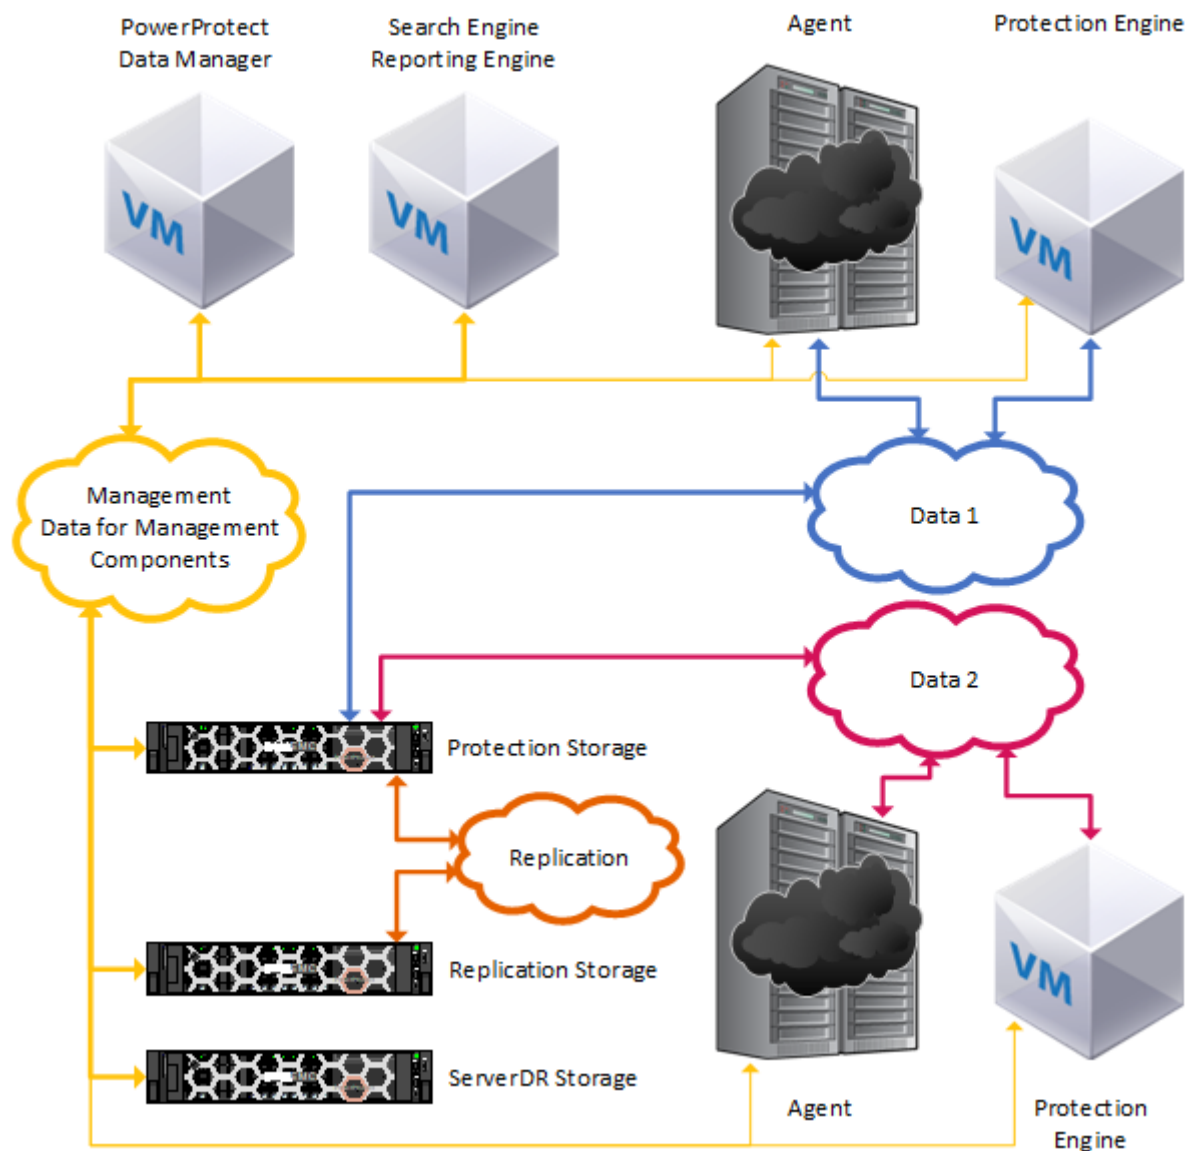 PowerProtect
Data Manager
Search Engine
Reporting Engine
Agent
Protection Engine
VM
VM
VM
Management
Data for Management
Components
Data 1
Data 2
Protection Storage
Replication
Replication Storage
VM
ServerDR Storage
Agent
Protection
Engine